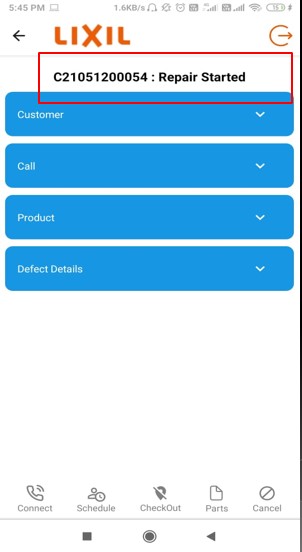 5:45 PM 1.6KB/s
LIXIL
C21051200054 : Repair Started
Customer
Call
Product
Defect Details
Connect Schedule CheckOut Parts Cancel